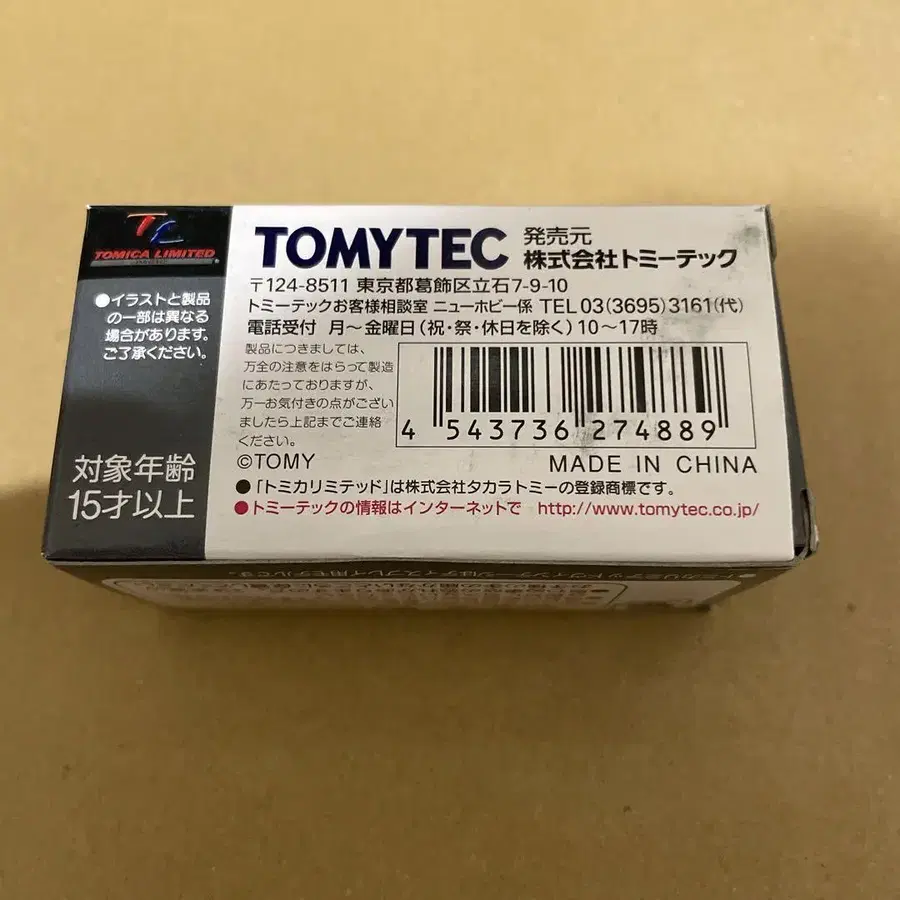 TC
TOMICA LIMITED
●イラストと製品
の一部は異なる
場合があります。
ご了承ください。
対象年齢
15才以上
TOMYTEC 発売元
株式会社トミーテック
〒124-8511 東京都葛飾区立石7-9-10
トミーテックお客様相談室 ニューホビー係 TEL 03(3695)3161(代)
電話受付 月〜金曜日(祝・祭・休日を除く)10〜17時
製品につきましては、
万全の注意をはらって製造
にあたっておりますが、
万一お気付きの点がござい
ましたら上記までご連絡
ください。
4 543736 274889
©TOMY
MADE IN CHINA
●「トミカリミテッド」は株式会社タカラトミーの登録商標です。
●トミーテックの情報はインターネットで http://www.tomytec.co.jp/